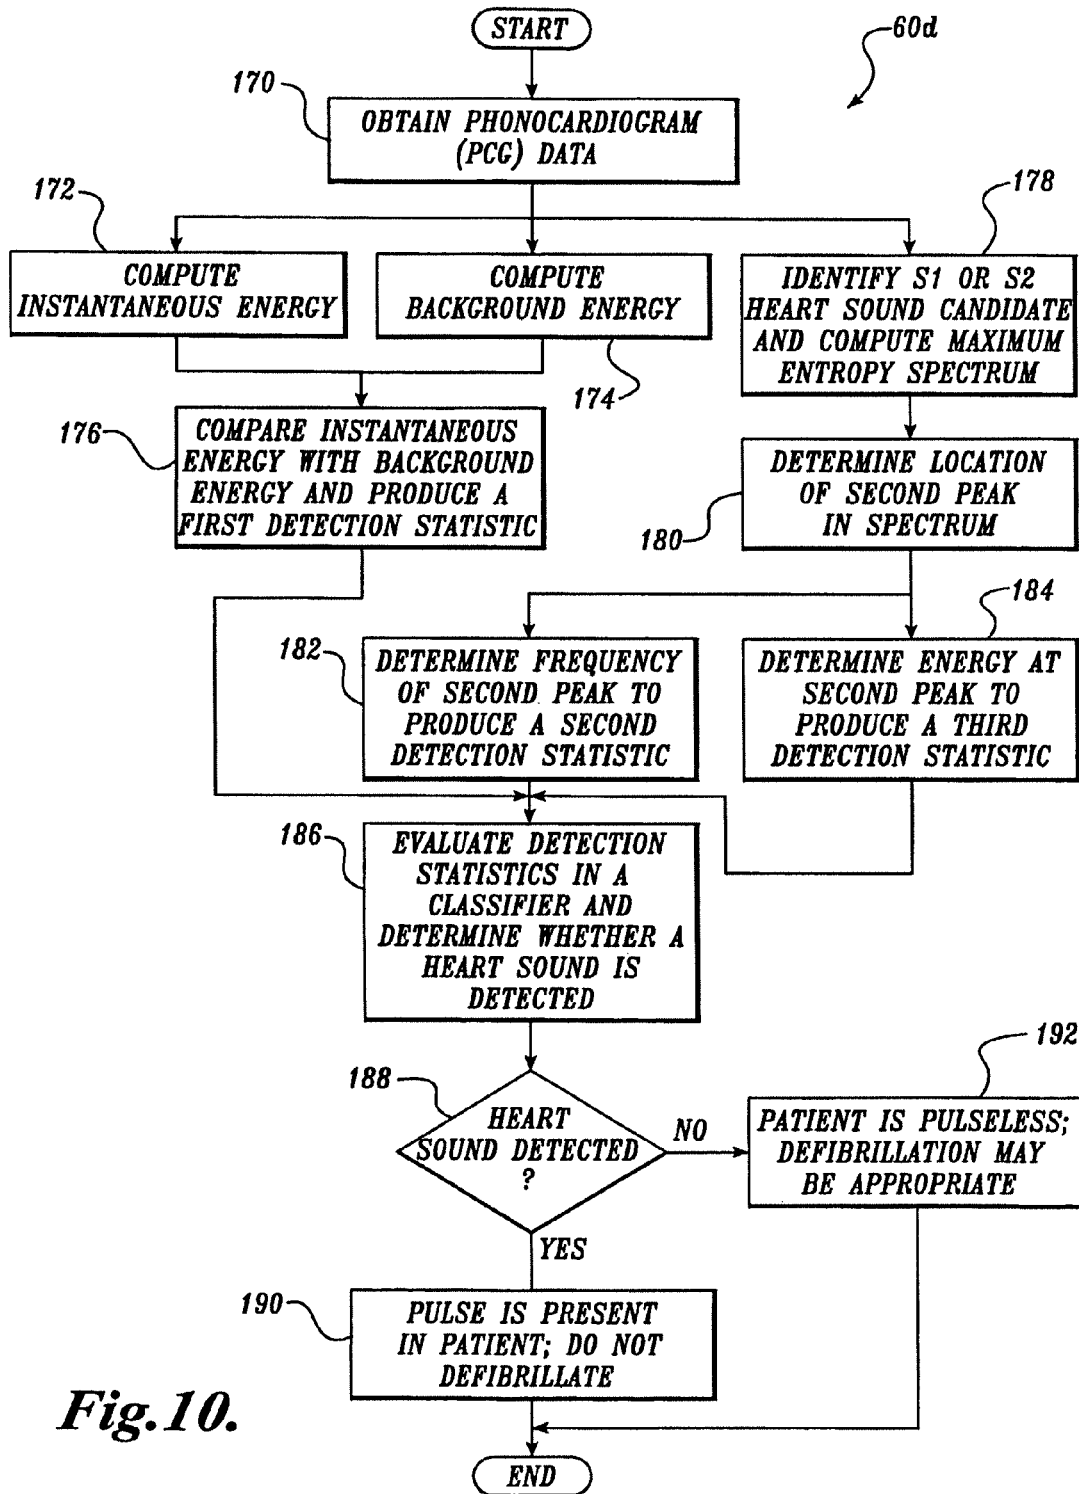 START
60d
170
OBTAIN PHONOCARDIOGRAM
(PCG) DATA
172
COMPUTE
INSTANTANEOUS ENERGY
COMPUTE
BACKGROUND ENERGY
174
178
IDENTIFY S1 OR S2
HEART SOUND CANDIDATE
AND COMPUTE MAXIMUM
ENTROPY SPECTRUM
176
COMPARE INSTANTANEOUS
ENERGY WITH BACKGROUND
ENERGY AND PRODUCE A
FIRST DETECTION STATISTIC
DETERMINE LOCATION
OF SECOND PEAK
IN SPECTRUM
180
182
DETERMINE FREQUENCY
OF SECOND PEAK TO
PRODUCE A SECOND
DETECTION STATISTIC
184
DETERMINE ENERGY AT
SECOND PEAK TO
PRODUCE A THIRD
DETECTION STATISTIC
186
EVALUATE DETECTION
STATISTICS IN A
CLASSIFIER AND
DETERMINE WHETHER A
HEART SOUND IS
DETECTED
188
HEART
SOUND DETECTED
?
NO
192
PATIENT IS PULSELESS;
DEFIBRILLATION MAY
BE APPROPRIATE
YES
190
PULSE IS PRESENT
IN PATIENT; DO NOT
DEFIBRILLATE
Fig.10.
END